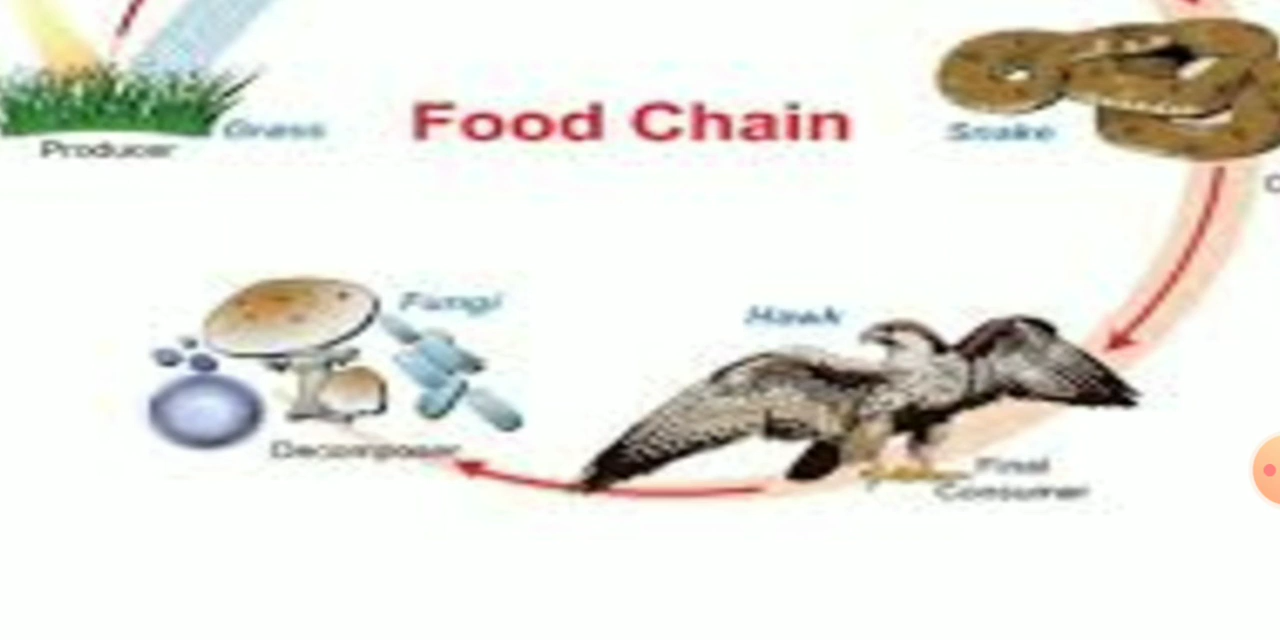 Grass
Producer
Food Chain
Snake
Fungi
Hawk
Decomposer
Final
Consumer